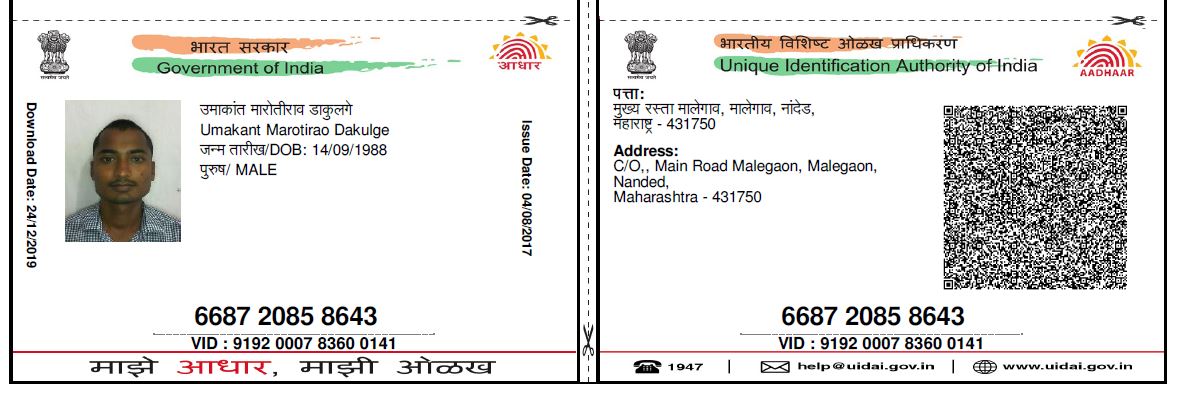 भारत सरकार
Government of India
सत्यमेव जयते
आधार
Download Date: 24/12/2019
उमाकांत मारोतीराव डाकुलगे
Umakant Marotirao Dakulge
जन्म तारीख/DOB: 14/09/1988
पुरुष/ MALE
Issue Date: 04/08/2017
6687 2085 8643
VID : 9192 0007 8360 0141
माझे आधार, माझी ओळख
भारतीय विशिष्ट ओळख प्राधिकरण
Unique Identification Authority of India
सत्यमेव जयते
AADHAAR
पत्ता:
मुख्य रस्ता मालेगाव, मालेगाव, नांदेड,
महाराष्ट्र - 431750
Address:
C/O,, Main Road Malegaon, Malegaon,
Nanded,
Maharashtra - 431750
6687 2085 8643
VID : 9192 0007 8360 0141
1947 | help@uidai.gov.in | www.uidai.gov.in